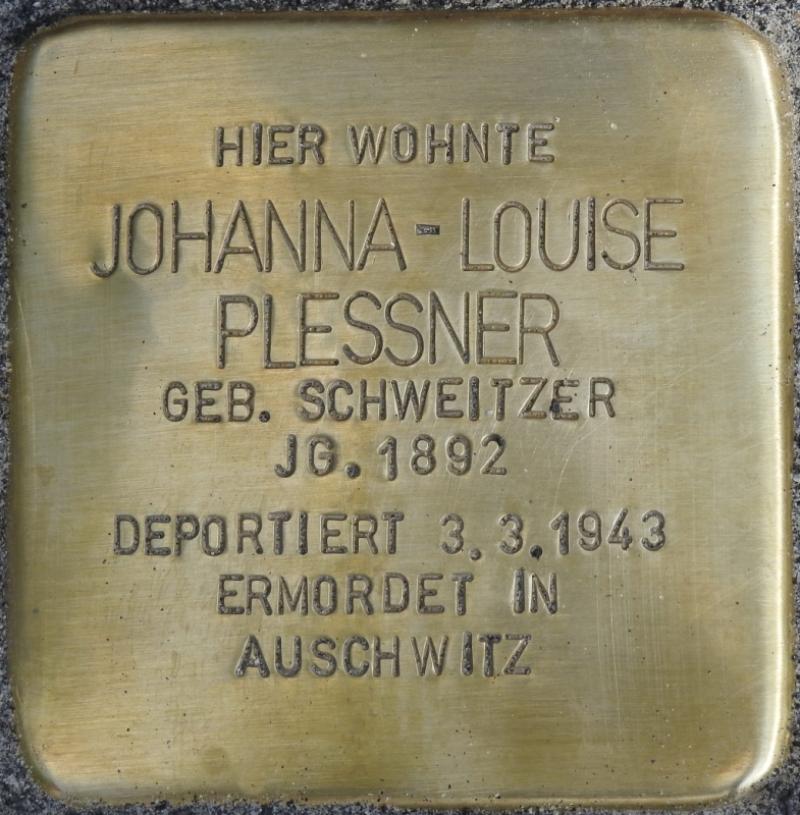 HIER WOHNTE
JOHANNA-LOUISE
PLESSNER
GEB. SCHWEITZER
JG. 1892
DEPORTIERT 3.3.1943
ERMORDET IN
AUSCHWITZ